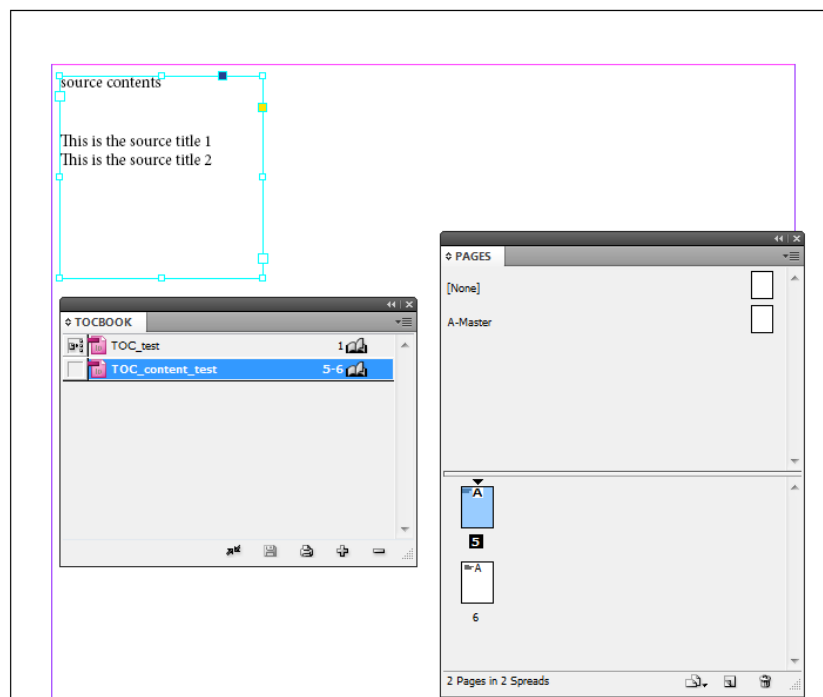 source contents
This is the source title 1
This is the source title 2
TOCBOOK
TOC_test 1
TOC_content_test 5-6
PAGES
[None]
A-Master
A
5
A
6
2 Pages in 2 Spreads